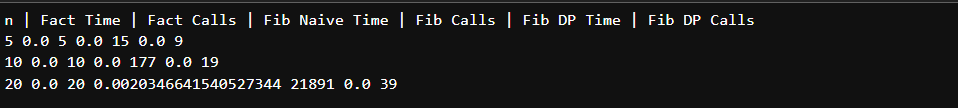 n | Fact Time | Fact Calls | Fib Naive Time | Fib Calls | Fib DP Time | Fib DP Calls
5 0.0 5 0.0 15 0.0 9
10 0.0 10 0.0 177 0.0 19
20 0.0 20 0.0020346641540527344 21891 0.0 39